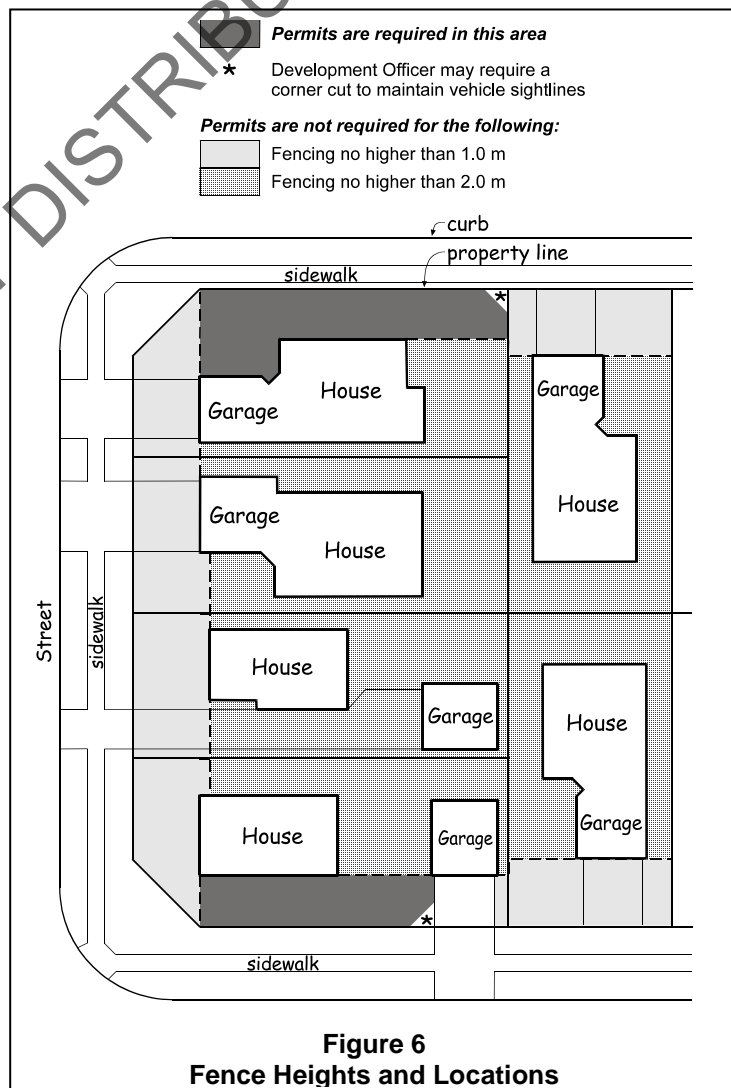 DISTRIBU
Permits are required in this area
* Development Officer may require a
corner cut to maintain vehicle sightlines
Permits are not required for the following:
Fencing no higher than 1.0 m
Fencing no higher than 2.0 m
curb
property line
sidewalk
*
House
Garage
Garage
Garage
House
House
Street
sidewalk
House
Garage
House
House
Garage
Garage
*
sidewalk
Figure 6
Fence Heights and Locations